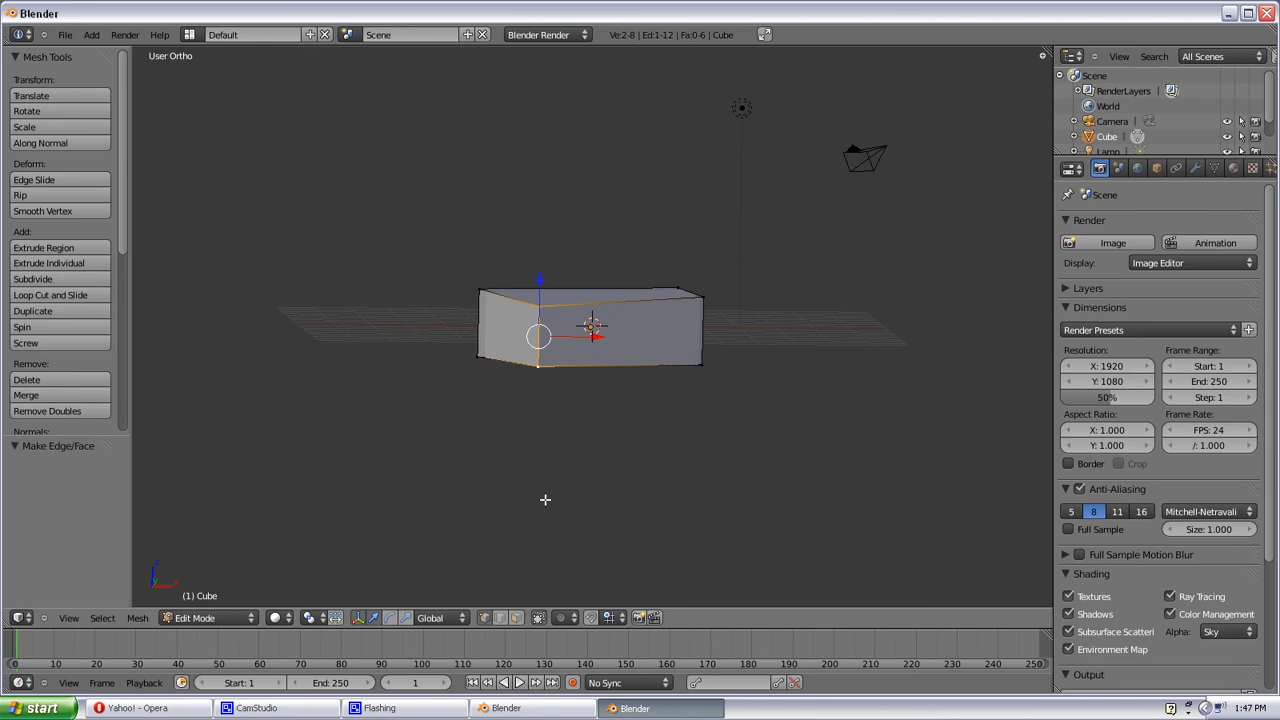 Blender
File Add Render Help Default Scene Blender Render Ve:2-8 | Ed:1-12 | Fa:0-6 | Cube
Mesh Tools
Transform:
Translate
Rotate
Scale
Along Normal
Deform:
Edge Slide
Rip
Smooth Vertex
Add:
Extrude Region
Extrude Individual
Subdivide
Loop Cut and Slide
Duplicate
Spin
Screw
Remove:
Delete
Merge
Remove Doubles
Normals:
Make Edge/Face
User Ortho
z
y
x
(1) Cube
View Search All Scenes
Scene
RenderLayers
World
Camera
Cube
Lamp
Scene
Render
Image Animation
Display: Image Editor
Layers
Dimensions
Render Presets
Resolution: Frame Range:
X: 1920 Start: 1
Y: 1080 End: 250
50% Step: 1
Aspect Ratio: Frame Rate:
X: 1.000 FPS: 24
Y: 1.000 /: 1.000
Border Crop
Anti-Aliasing
5 8 11 16 Mitchell-Netravali
Full Sample Size: 1.000
Full Sample Motion Blur
Shading
Textures Ray Tracing
Shadows Color Management
Subsurface Scatteri Alpha: Sky
Environment Map
Output
View Select Mesh Edit Mode Global
0 10 20 30 40 50 60 70 80 90 100 110 120 130 140 150 160 170 180 190 200 210 220 230 240 250
View Frame Playback Start: 1 End: 250 1 No Sync
start Yahoo! - Opera CamStudio Flashing Blender Blender 1:47 PM